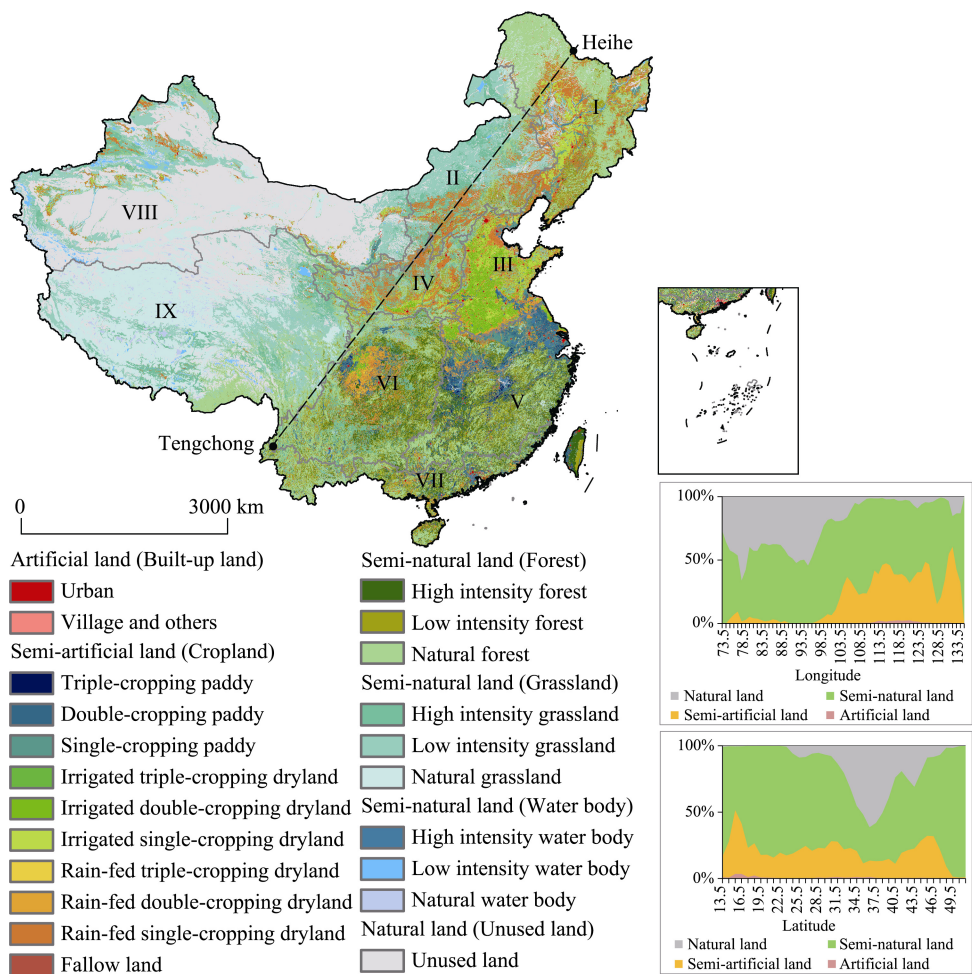 Heihe
I
II
VIII
III
IV
IX
VI
V
Tengchong
VII
0 3000 km
Artificial land (Built-up land)
Urban
Village and others
Semi-artificial land (Cropland)
Triple-cropping paddy
Double-cropping paddy
Single-cropping paddy
Irrigated triple-cropping dryland
Irrigated double-cropping dryland
Irrigated single-cropping dryland
Rain-fed triple-cropping dryland
Rain-fed double-cropping dryland
Rain-fed single-cropping dryland
Fallow land
Semi-natural land (Forest)
High intensity forest
Low intensity forest
Natural forest
Semi-natural land (Grassland)
High intensity grassland
Low intensity grassland
Natural grassland
Semi-natural land (Water body)
High intensity water body
Low intensity water body
Natural water body
Natural land (Unused land)
Unused land
100%
50%
0%
73.5 78.5 83.5 88.5 93.5 98.5 103.5 108.5 113.5 118.5 123.5 128.5 133.5
Longitude
Natural land Semi-natural land
Semi-artificial land Artificial land
100%
50%
0%
13.5 16.5 19.5 22.5 25.5 28.5 31.5 34.5 37.5 40.5 43.5 46.5 49.5
Latitude
Natural land Semi-natural land
Semi-artificial land Artificial land